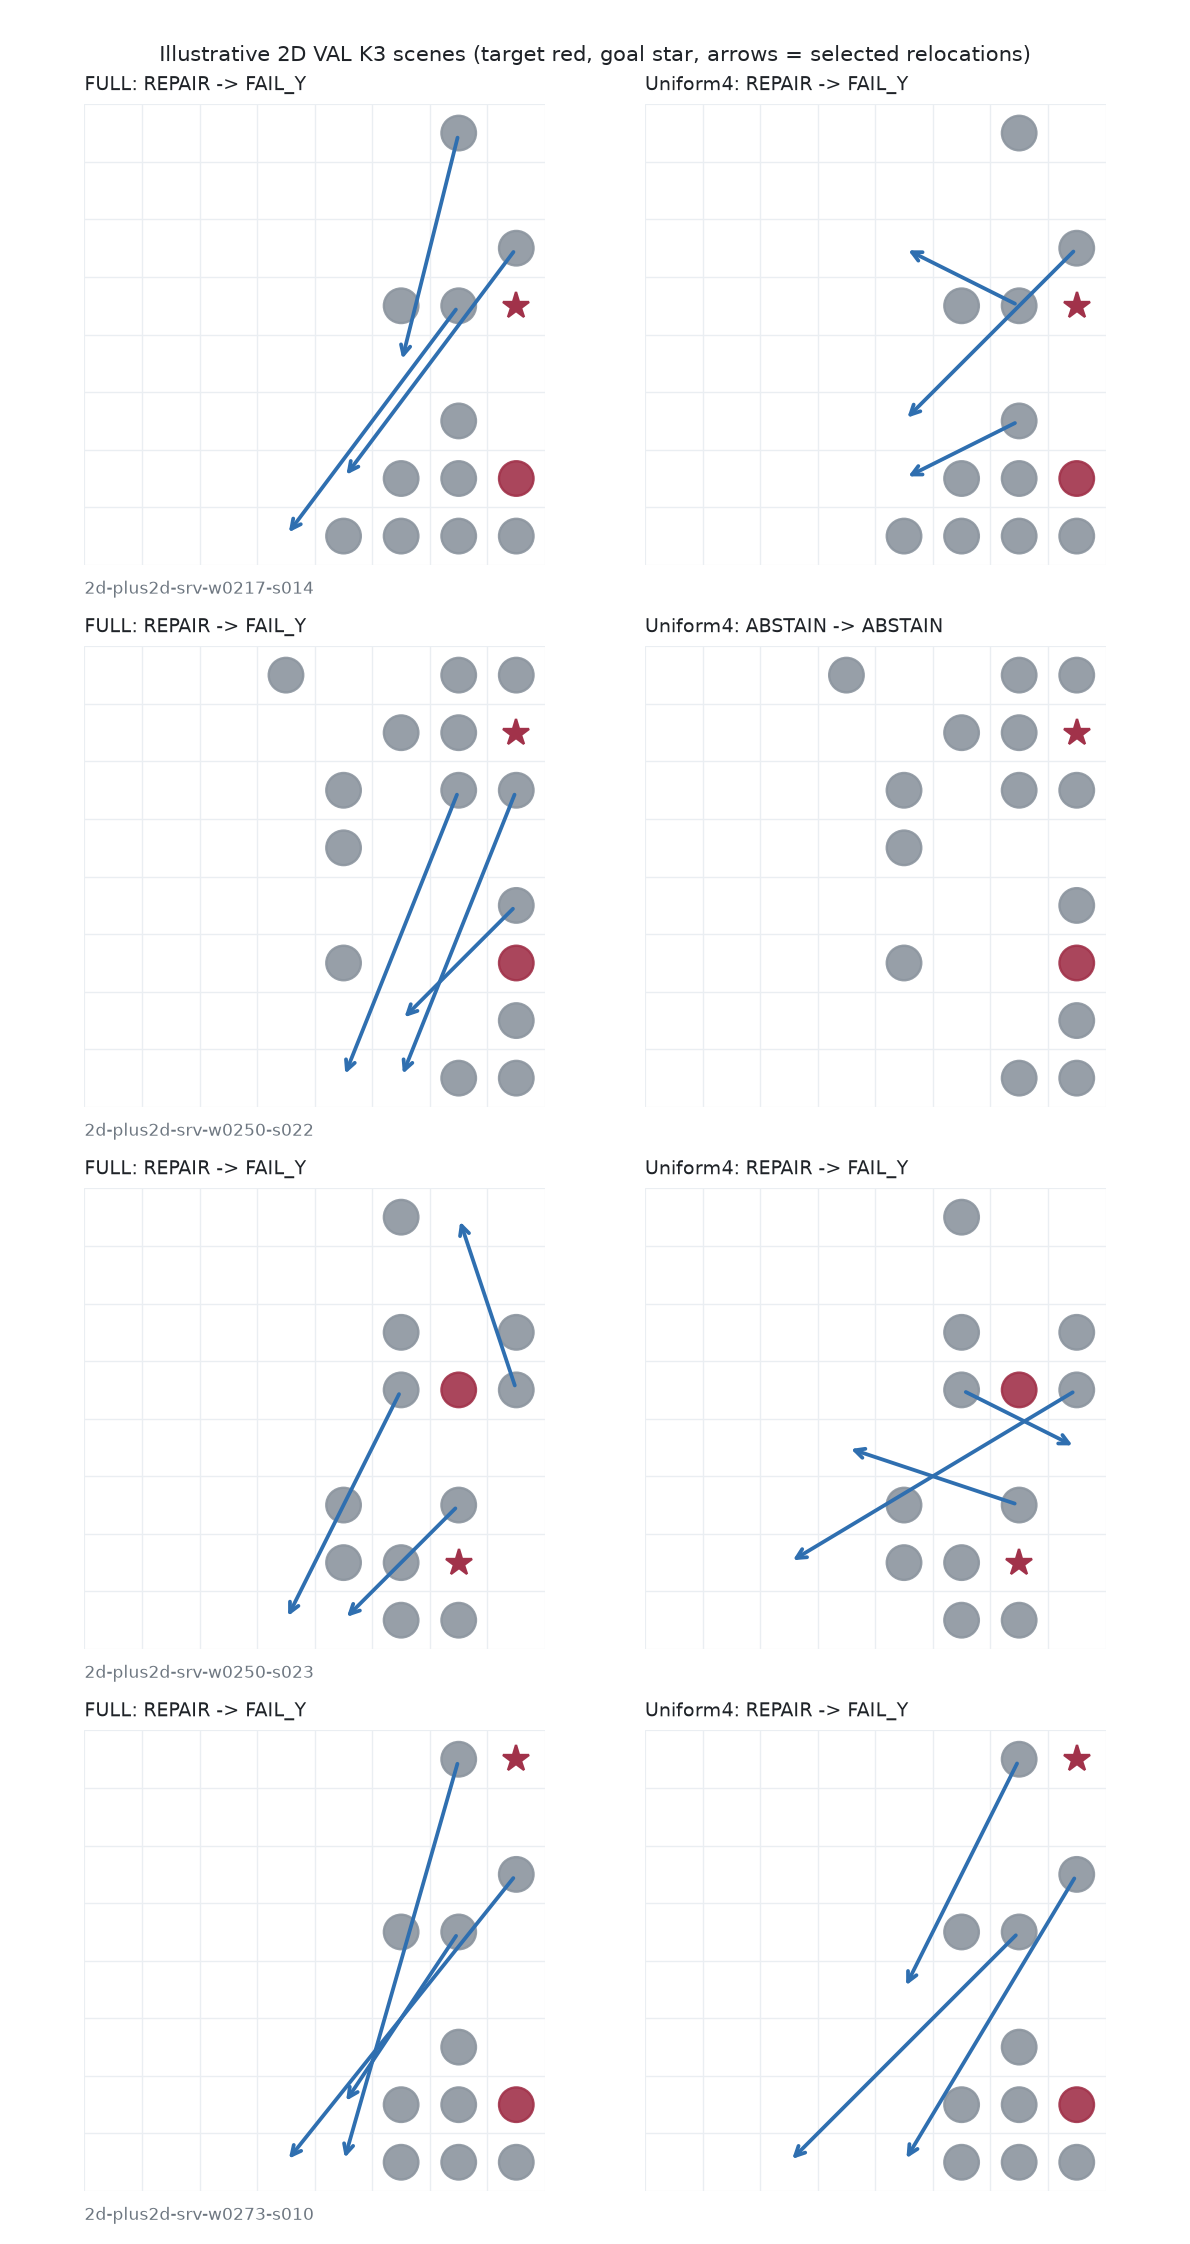 Illustrative 2D VAL K3 scenes (target red, goal star, arrows = selected relocations)
FULL: REPAIR -> FAIL_Y
Uniform4: REPAIR -> FAIL_Y
2d-plus2d-srv-w0217-s014
FULL: REPAIR -> FAIL_Y
Uniform4: ABSTAIN -> ABSTAIN
2d-plus2d-srv-w0250-s022
FULL: REPAIR -> FAIL_Y
Uniform4: REPAIR -> FAIL_Y
2d-plus2d-srv-w0250-s023
FULL: REPAIR -> FAIL_Y
Uniform4: REPAIR -> FAIL_Y
2d-plus2d-srv-w0273-s010